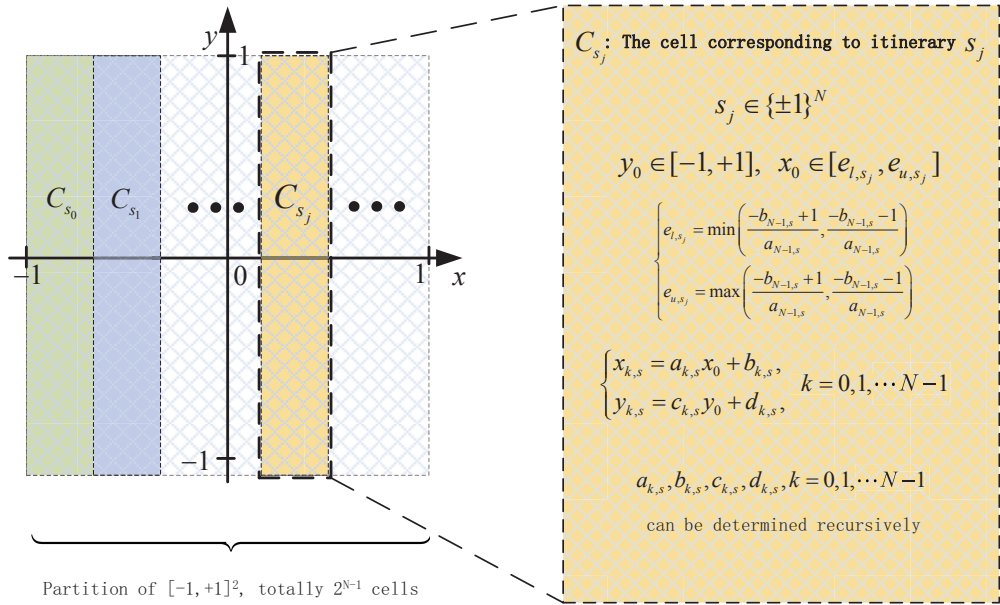 y
1
C_{s_0}
C_{s_1}
•••
C_{s_j}
•••
−1
0
1
x
−1
Partition of [-1,+1]², totally 2^{N-1} cells
C_{s_j}: The cell corresponding to itinerary s_j
s_j ∈ {±1}^N
y_0 ∈ [−1,+1], x_0 ∈ [e_{l,s_j}, e_{u,s_j}]
e_{l,s_j} = min((−b_{N−1,s}+1)/a_{N−1,s}, (−b_{N−1,s}−1)/a_{N−1,s})
e_{u,s_j} = max((−b_{N−1,s}+1)/a_{N−1,s}, (−b_{N−1,s}−1)/a_{N−1,s})
x_{k,s} = a_{k,s}x_0 + b_{k,s},
y_{k,s} = c_{k,s}y_0 + d_{k,s},
k = 0,1,⋯N−1
a_{k,s},b_{k,s},c_{k,s},d_{k,s},k = 0,1,⋯N−1
can be determined recursively